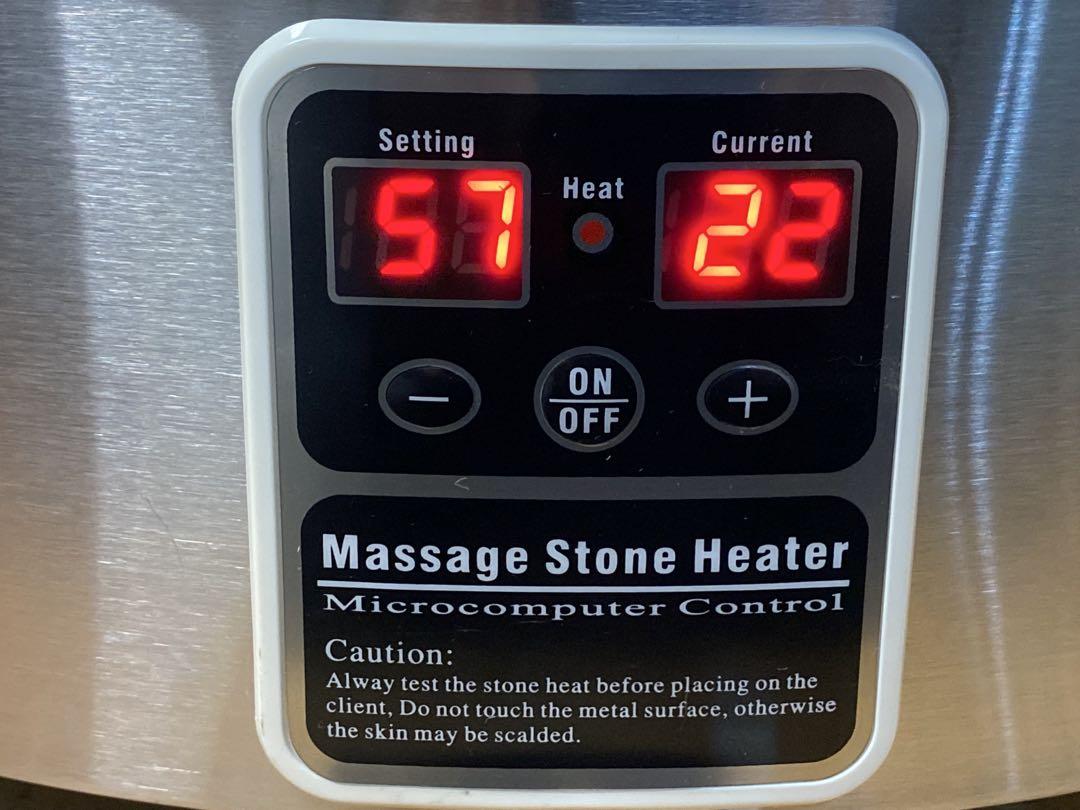 Setting
Current
Heat
57
22
−
ON
OFF
+
Massage Stone Heater
Microcomputer Control
Caution:
Alway test the stone heat before placing on the
client, Do not touch the metal surface, otherwise
the skin may be scalded.